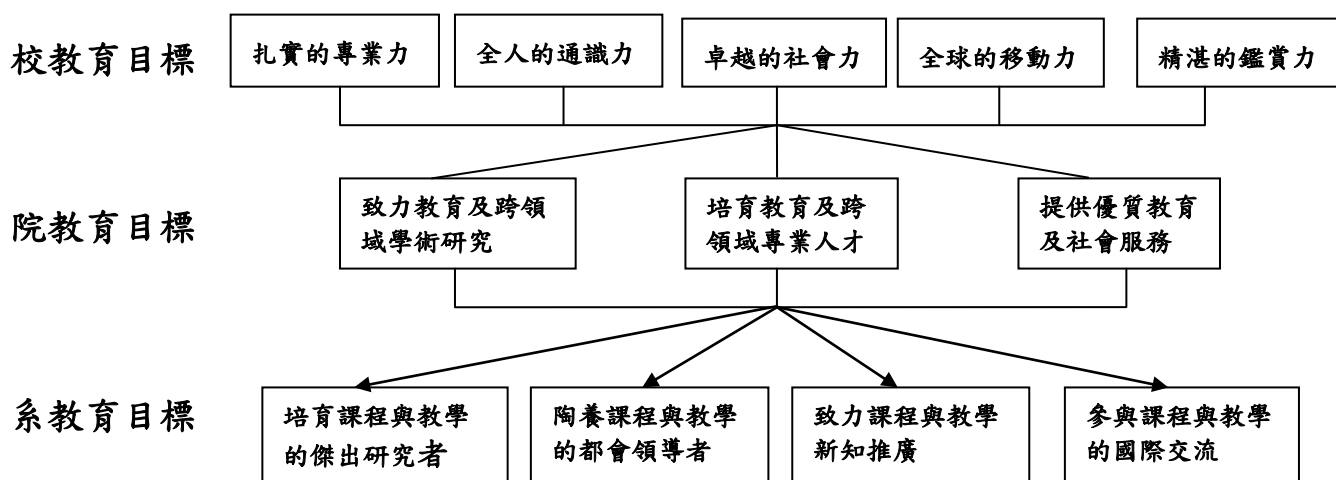 校教育目標
扎實的專業力
全人的通識力
卓越的社會力
全球的移動力
精湛的鑑賞力
院教育目標
致力教育及跨領
域學術研究
培育教育及跨
領域專業人才
提供優質教育
及社會服務
系教育目標
培育課程與教學
的傑出研究者
陶養課程與教學
的都會領導者
致力課程與教學
新知推廣
參與課程與教學
的國際交流